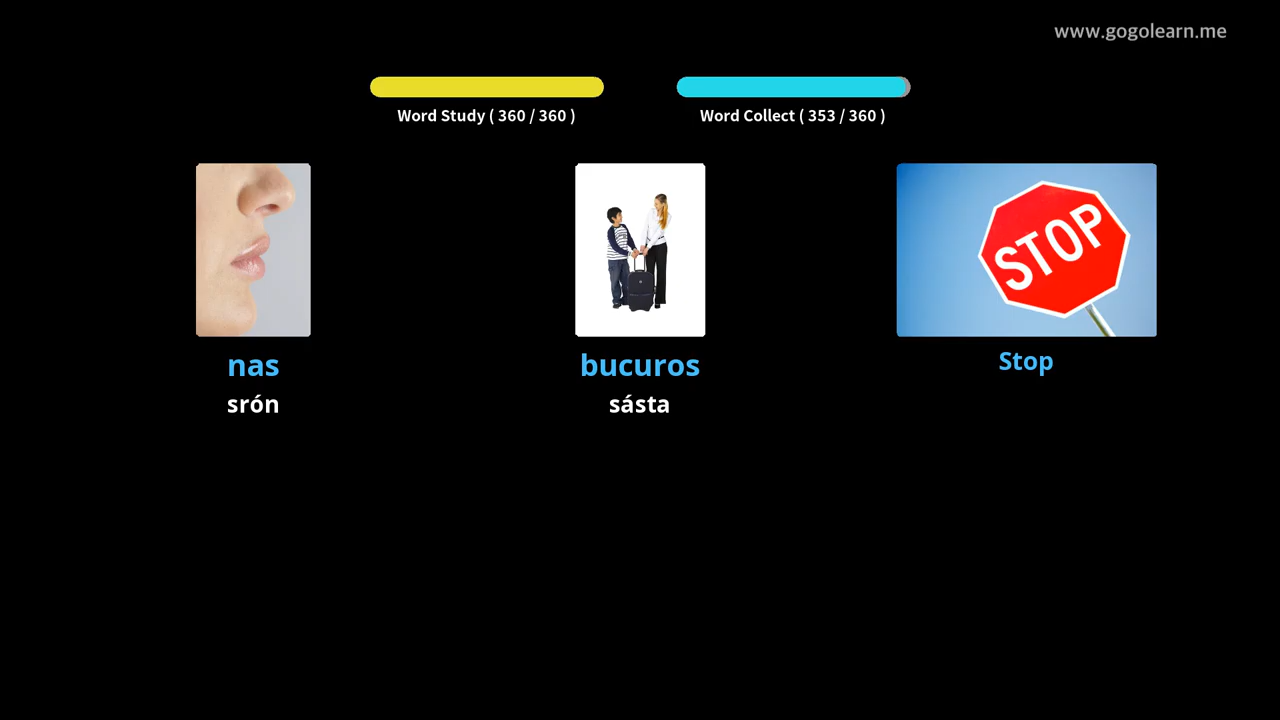 www.gogolearn.me
Word Study ( 360 / 360 )
Word Collect ( 353 / 360 )
STOP
nas
bucuros
Stop
srón
sásta